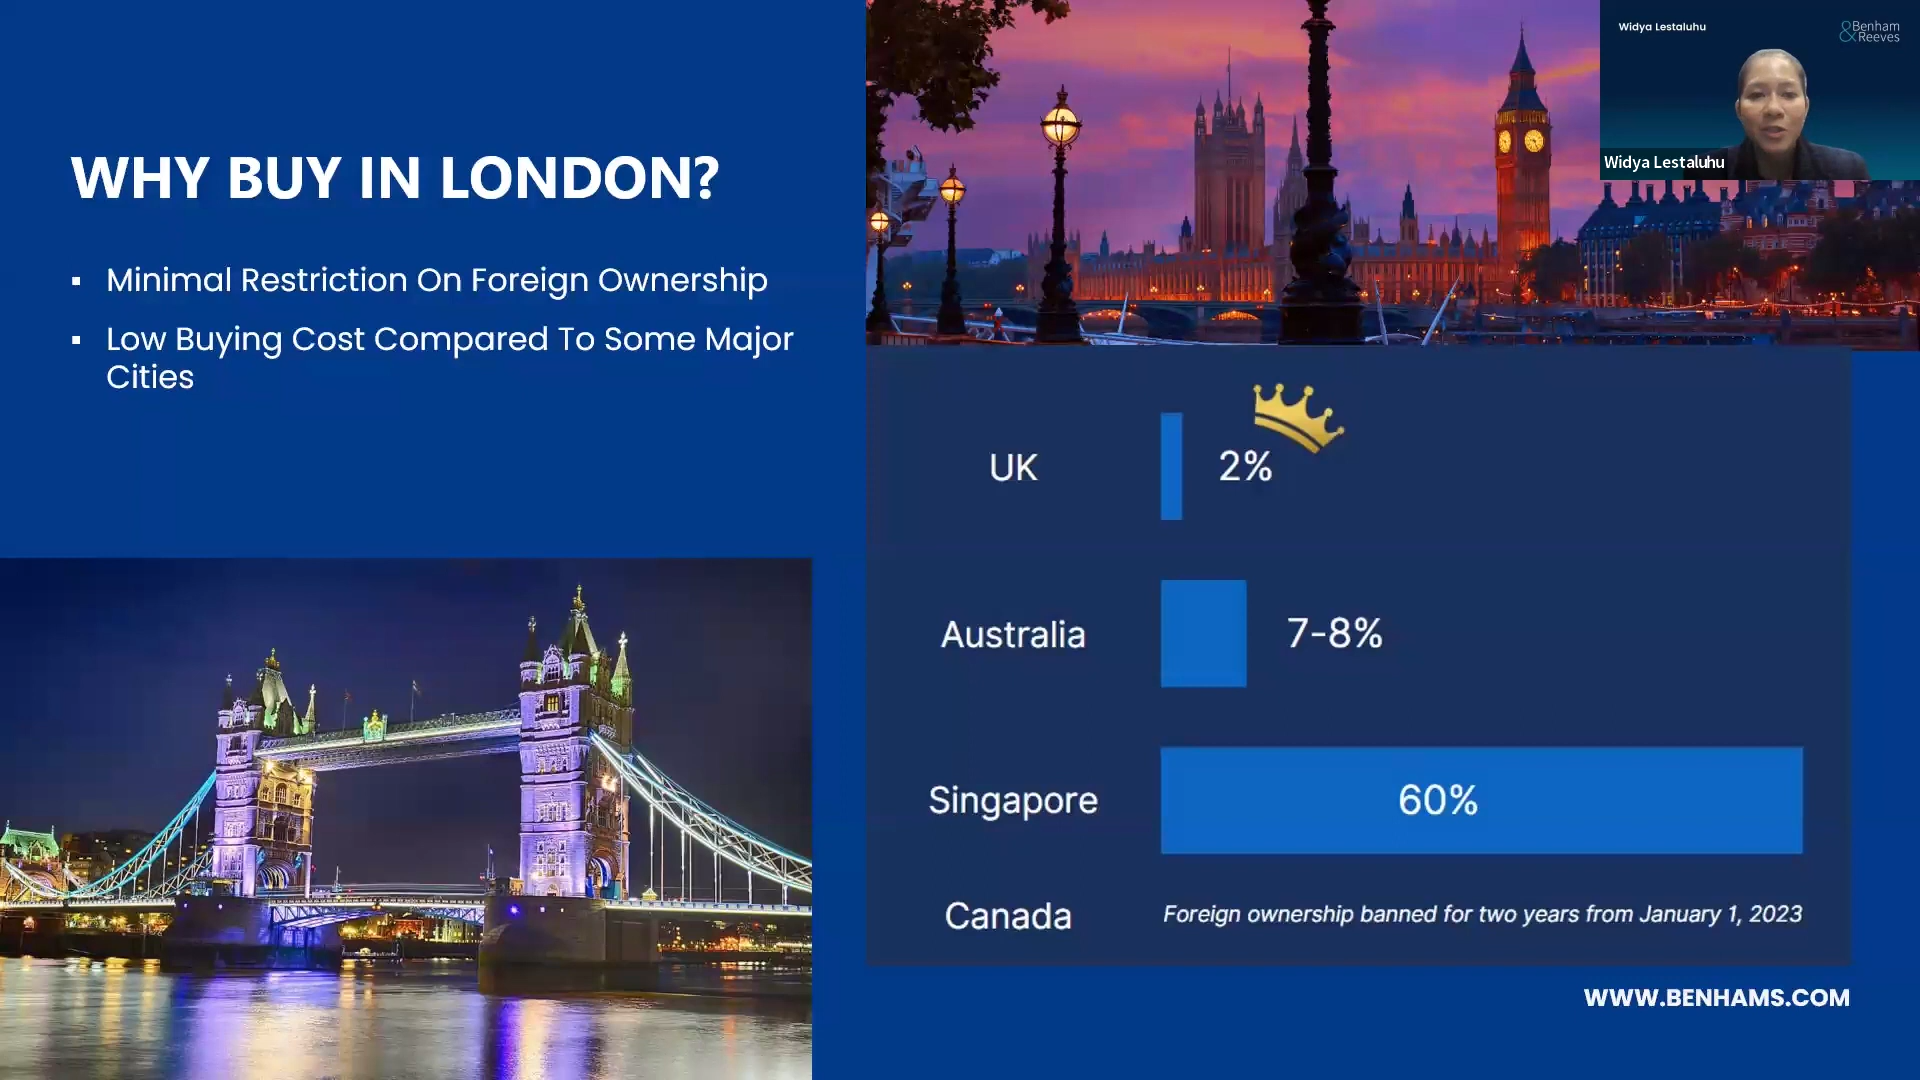 WHY BUY IN LONDON?
▪ Minimal Restriction On Foreign Ownership
▪ Low Buying Cost Compared To Some Major
Cities
Widya Lestaluhu
Benham
& Reeves
Widya Lestaluhu
UK 2%
Australia 7-8%
Singapore 60%
Canada Foreign ownership banned for two years from January 1, 2023
WWW.BENHAMS.COM